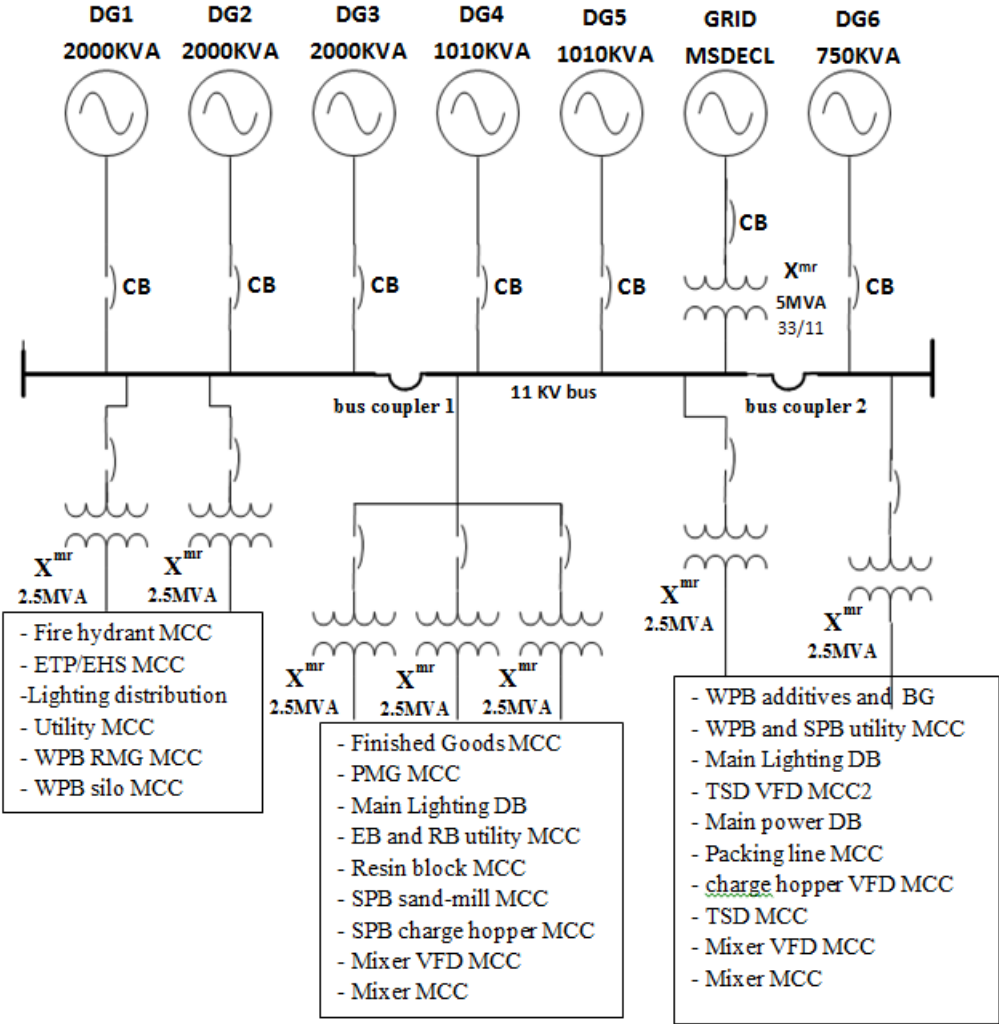 DG1
2000KVA
DG2
2000KVA
DG3
2000KVA
DG4
1010KVA
DG5
1010KVA
GRID
MSDECL
DG6
750KVA
CB
CB
CB
CB
CB
CB
Xmr
5MVA
33/11
CB
bus coupler 1
11 KV bus
bus coupler 2
Xmr
2.5MVA
Xmr
2.5MVA
Xmr
2.5MVA
Xmr
2.5MVA
Xmr
2.5MVA
Xmr
2.5MVA
Xmr
2.5MVA
- Fire hydrant MCC
- ETP/EHS MCC
-Lighting distribution
- Utility MCC
- WPB RMG MCC
- WPB silo MCC
- Finished Goods MCC
- PMG MCC
- Main Lighting DB
- EB and RB utility MCC
- Resin block MCC
- SPB sand-mill MCC
- SPB charge hopper MCC
- Mixer VFD MCC
- Mixer MCC
- WPB additives and BG
- WPB and SPB utility MCC
- Main Lighting DB
- TSD VFD MCC2
- Main power DB
- Packing line MCC
- charge hopper VFD MCC
- TSD MCC
- Mixer VFD MCC
- Mixer MCC